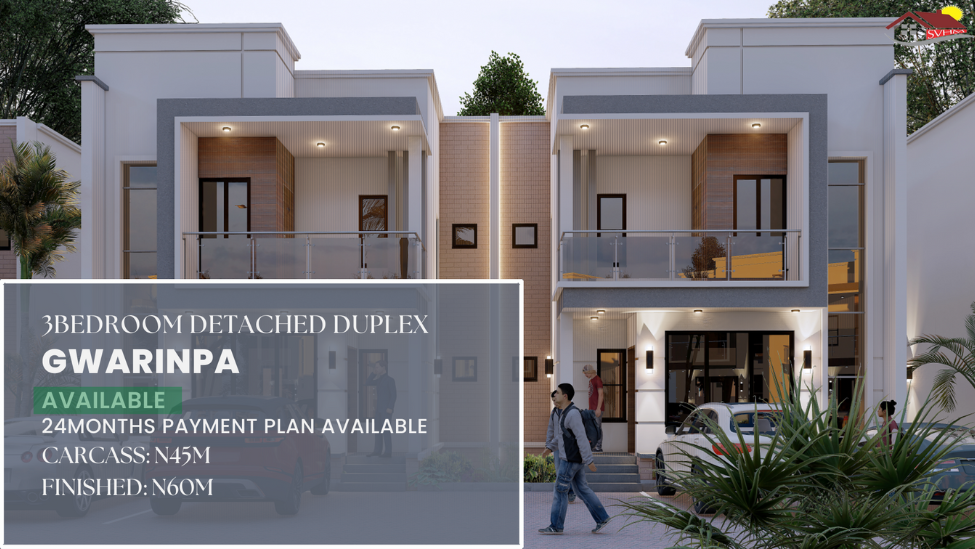 3BEDROOM DETACHED DUPLEX
GWARINPA
AVAILABLE
24MONTHS PAYMENT PLAN AVAILABLE
CARCASS: N45M
FINISHED: N60M